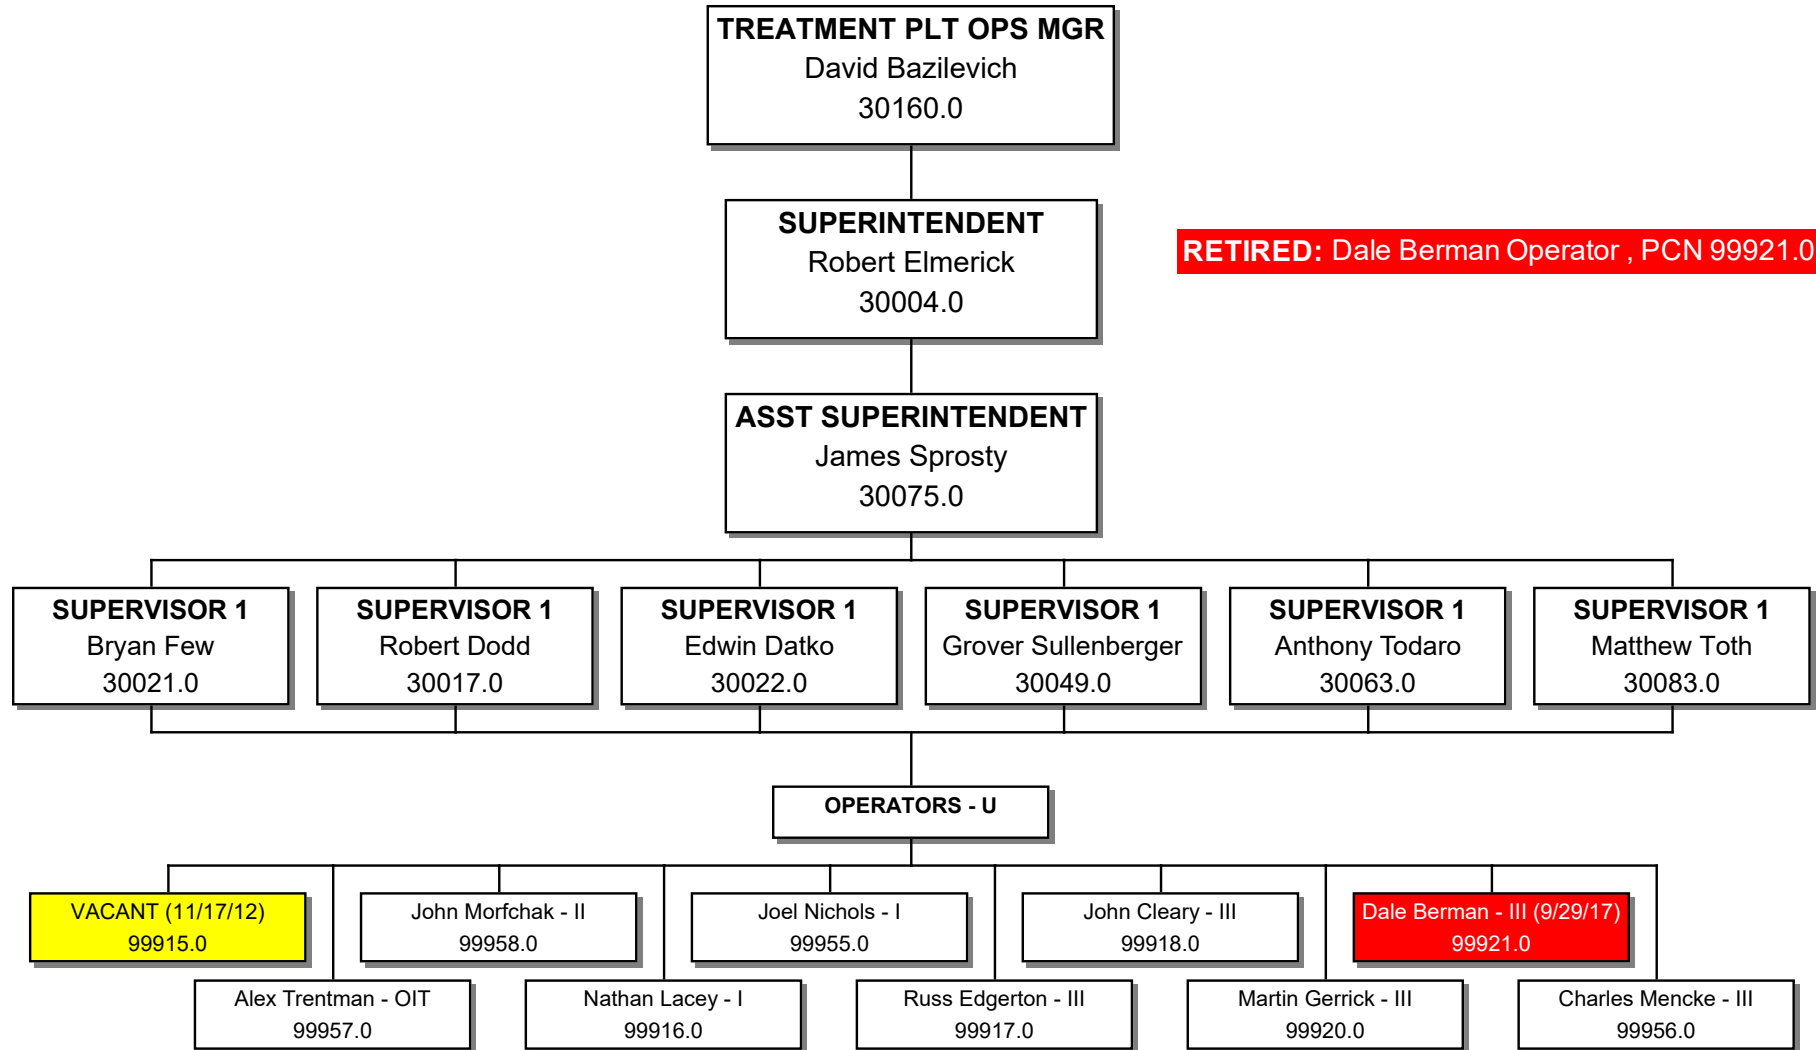 TREATMENT PLT OPS MGR
David Bazilevich
30160.0
SUPERINTENDENT
Robert Elmerick
30004.0
RETIRED: Dale Berman Operator , PCN 99921.0
ASST SUPERINTENDENT
James Sprosty
30075.0
SUPERVISOR 1
Bryan Few
30021.0
SUPERVISOR 1
Robert Dodd
30017.0
SUPERVISOR 1
Edwin Datko
30022.0
SUPERVISOR 1
Grover Sullenberger
30049.0
SUPERVISOR 1
Anthony Todaro
30063.0
SUPERVISOR 1
Matthew Toth
30083.0
OPERATORS - U
VACANT (11/17/12)
99915.0
John Morfchak - II
99958.0
Joel Nichols - I
99955.0
John Cleary - III
99918.0
Dale Berman - III (9/29/17)
99921.0
Alex Trentman - OIT
99957.0
Nathan Lacey - I
99916.0
Russ Edgerton - III
99917.0
Martin Gerrick - III
99920.0
Charles Mencke - III
99956.0